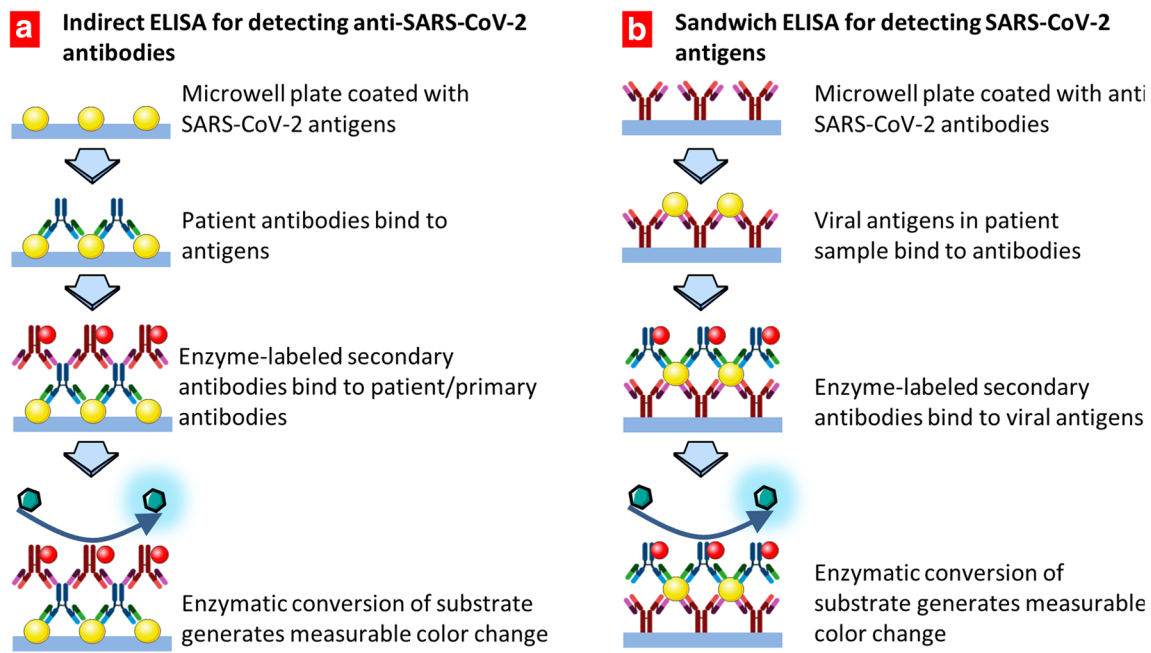 a
Indirect ELISA for detecting anti-SARS-CoV-2
antibodies
Microwell plate coated with
SARS-CoV-2 antigens
Patient antibodies bind to
antigens
Enzyme-labeled secondary
antibodies bind to patient/primary
antibodies
Enzymatic conversion of substrate
generates measurable color change
b
Sandwich ELISA for detecting SARS-CoV-2
antigens
Microwell plate coated with anti
SARS-CoV-2 antibodies
Viral antigens in patient
sample bind to antibodies
Enzyme-labeled secondary
antibodies bind to viral antigens
Enzymatic conversion of
substrate generates measurable
color change